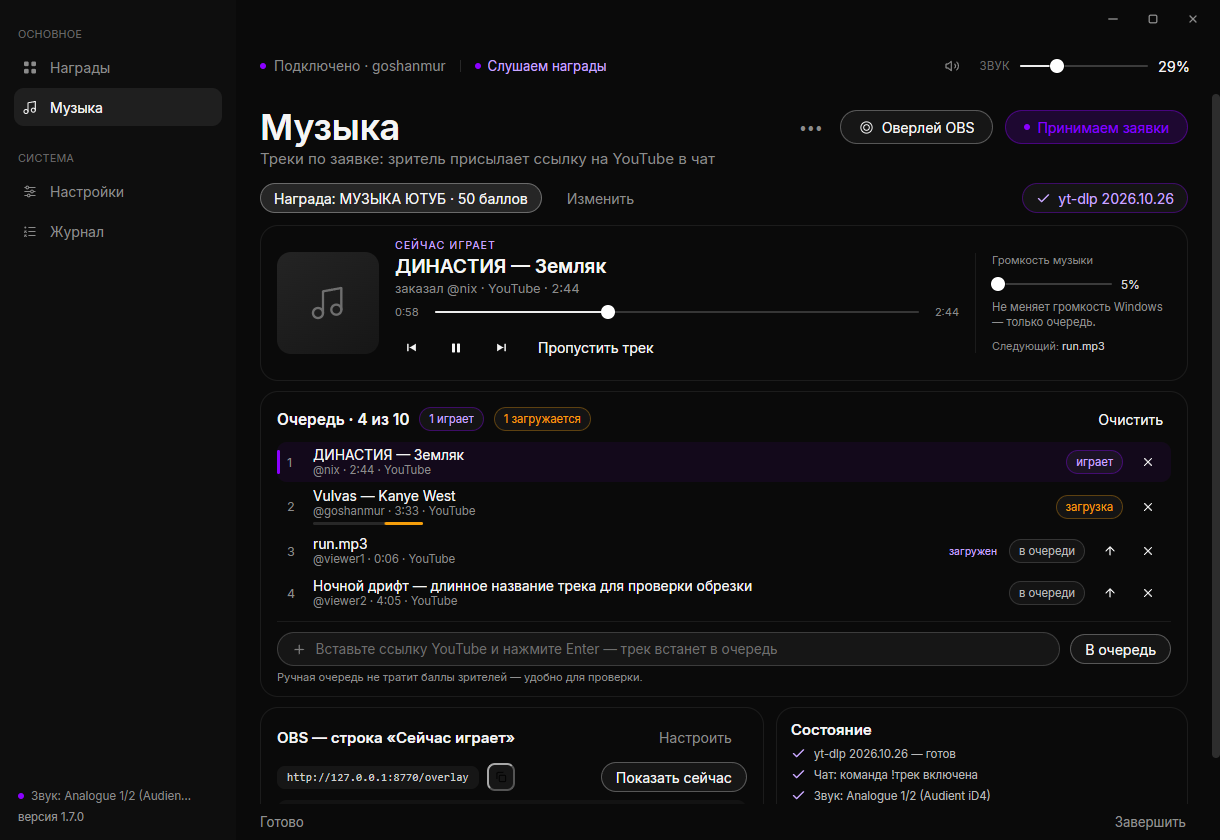 ОСНОВНОЕ
Награды
Музыка
СИСТЕМА
Настройки
Журнал
Звук: Analogue 1/2 (Audien...
версия 1.7.0
Подключено · goshanmur
Слушаем награды
ЗВУК
29%
Музыка
Треки по заявке: зритель присылает ссылку на YouTube в чат
Оверлей OBS
Принимаем заявки
Награда: МУЗЫКА ЮТУБ · 50 баллов
Изменить
yt-dlp 2026.10.26
СЕЙЧАС ИГРАЕТ
ДИНАСТИЯ — Земляк
заказал @nix · YouTube · 2:44
0:58
2:44
Пропустить трек
Громкость музыки
5%
Не меняет громкость Windows
— только очередь.
Следующий: run.mp3
Очередь · 4 из 10
1 играет
1 загружается
Очистить
1
ДИНАСТИЯ — Земляк
@nix · 2:44 · YouTube
играет
2
Vulvas — Kanye West
@goshanmur · 3:33 · YouTube
загрузка
3
run.mp3
@viewer1 · 0:06 · YouTube
загружен
в очереди
4
Ночной дрифт — длинное название трека для проверки обрезки
@viewer2 · 4:05 · YouTube
в очереди
Вставьте ссылку YouTube и нажмите Enter — трек встанет в очередь
В очередь
Ручная очередь не тратит баллы зрителей — удобно для проверки.
OBS — строка «Сейчас играет»
Настроить
http://127.0.0.1:8770/overlay
Показать сейчас
Состояние
yt-dlp 2026.10.26 — готов
Чат: команда !трек включена
Звук: Analogue 1/2 (Audient iD4)
Готово
Завершить